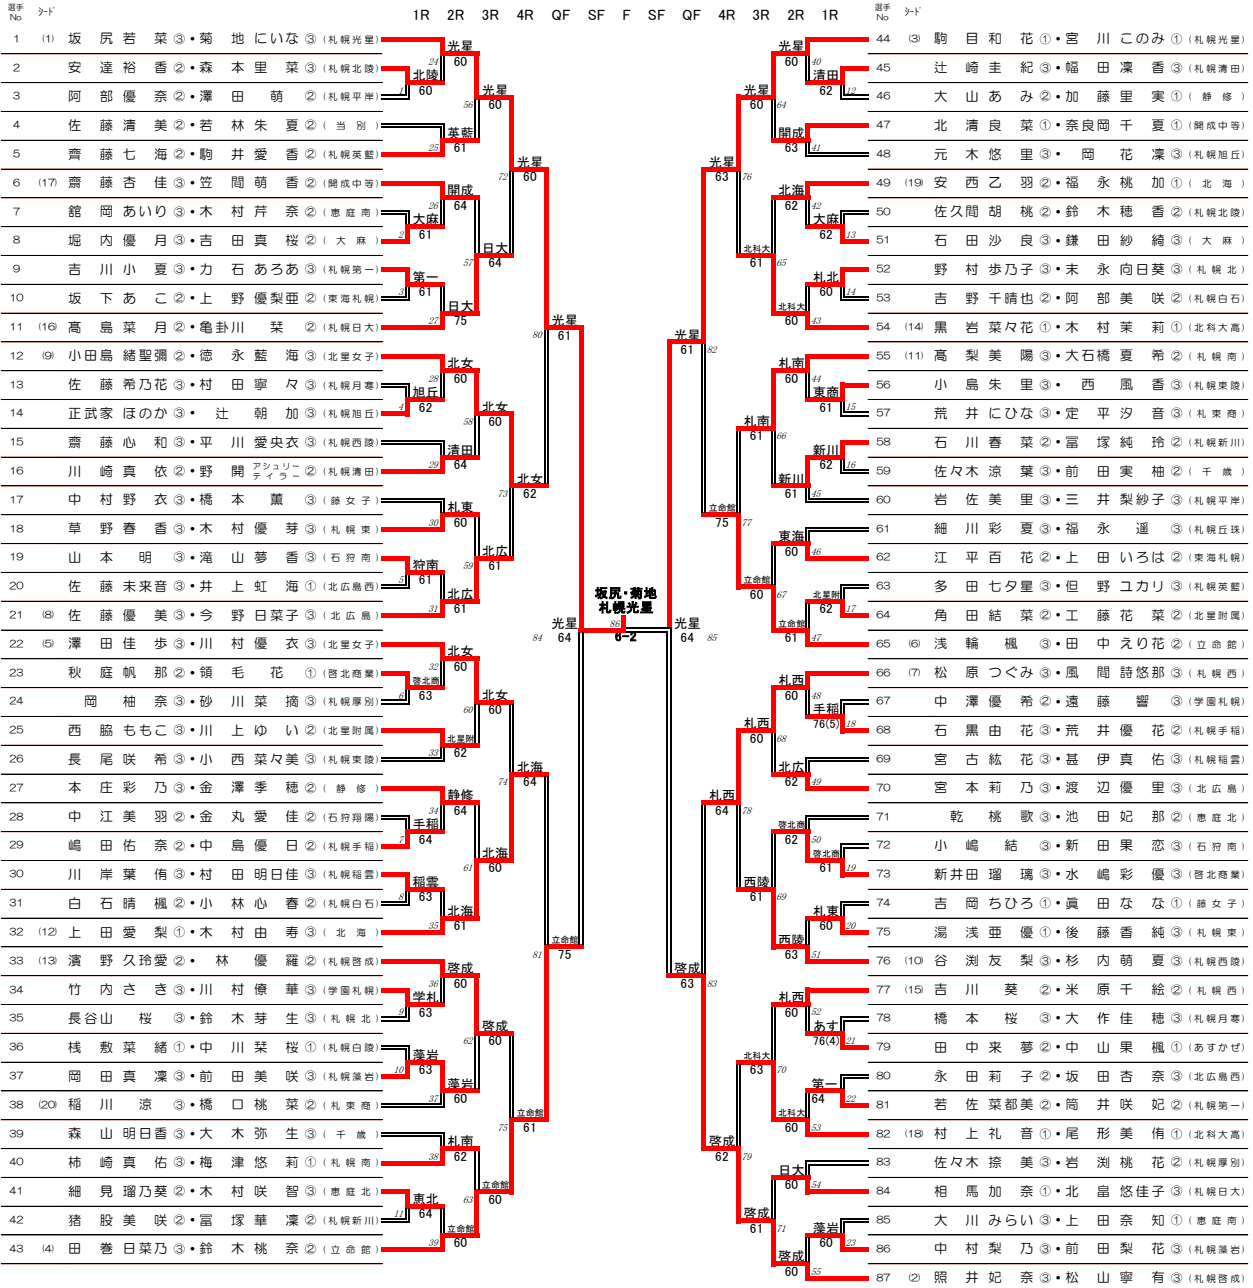 選手No シード 1R 2R 3R 4R QF SF F SF QF 4R 3R 2R 1R 選手No シード
1 (1) 坂尻若菜③・菊地にいな③(札幌光星)
2 安達裕香②・森本里菜③(札幌北陵)
3 阿部優奈②・澤田萌②(札幌平岸)
4 佐藤清美②・若林朱夏②(当別)
5 齊藤七海②・駒井愛香②(札幌英藍)
6 (17) 齋藤杏佳③・笠間萌香②(開成中等)
7 舘岡あいり③・木村芹奈②(恵庭南)
8 堀内優月③・吉田真桜②(大麻)
9 吉川小夏③・力石あろあ③(札幌第一)
10 坂下あこ②・上野優梨亜②(東海札幌)
11 (16) 髙島菜月②・亀卦川栞②(札幌日大)
12 (9) 小田島緒聖彌②・徳永藍海③(北星女子)
13 佐藤希乃花③・村田寧々③(札幌月寒)
14 正武家ほのか③・辻朝加③(札幌旭丘)
15 齋藤心和③・平川愛央衣③(札幌西陵)
16 川崎真依②・野開アシュリーテイラー②(札幌清田)
17 中村野衣③・橋本薫③(藤女子)
18 草野春香③・木村優芽③(札幌東)
19 山本明③・滝山夢香③(石狩南)
20 佐藤未来音③・井上虹海①(北広島西)
21 (8) 佐藤優美③・今野日菜子③(北広島)
22 (5) 澤田佳歩③・川村優衣③(北星女子)
23 秋庭帆那②・領毛花①(啓北商業)
24 岡柚奈③・砂川菜摘③(札幌厚別)
25 西脇ももこ③・川上ゆい②(北星附属)
26 長尾咲希③・小西菜々美③(札幌東陵)
27 本庄彩乃③・金澤季穂②(静修)
28 中江美羽②・金丸愛佳②(石狩翔陽)
29 嶋田佑奈②・中島優日②(札幌手稲)
30 川岸葉侑③・村田明日佳③(札幌稲雲)
31 白石晴楓②・小林心春②(札幌白石)
32 (12) 上田愛梨①・木村由寿③(北海)
33 (13) 濱野久玲愛②・林優羅②(札幌啓成)
34 竹内さき③・川村僚華③(学園札幌)
35 長谷山桜③・鈴木芽生③(札幌北)
36 桟敷菜緒①・中川栞桜①(札幌白陵)
37 岡田真凜③・前田美咲③(札幌藻岩)
38 (20) 稲川涼③・橋口桃菜②(札東商)
39 森山明日香③・大木弥生③(千歳)
40 柿崎真佑③・梅津悠莉①(札幌南)
41 細見瑠乃葵②・木村咲智③(恵庭北)
42 猪股美咲②・冨塚華凜②(札幌新川)
43 (4) 田巻日菜乃③・鈴木桃奈②(立命館)
1 北陵 60
2 大麻 61
3 第一 61
4 旭丘 62
5 狩南 61
6 啓北商 63
7 手稲 64
8 稲雲 63
9 学札 63
10 藻岩 63
11 恵北 64
24 光星 60
25 英藍 61
26 開成 64
27 日大 75
28 北女 60
29 清田 64
30 札東 60
31 北広 61
32 北女 60
33 北星附 62
34 静修 64
35 北海 61
36 啓成 60
37 藻岩 60
38 札南 62
39 立命館 60
56 光星 60
57 日大 64
58 北女 60
59 北広 61
60 北女 60
61 北海 60
62 啓成 60
63 立命館 60
72 光星 60
73 北女 62
74 北海 64
75 立命館 61
80 光星 61
81 立命館 75
84 光星 64
坂尻・菊地
札幌光星
86
6-2
光星 64 85
光星 61 82
啓成 63 83
光星 63 76
立命館 75 77
札西 64 78
啓成 62 79
光星 60 64
北科大 61 65
札南 61 66
立命館 60 67
札西 60 68
西陵 61 69
北科大 63 70
啓成 61 71
光星 60 40
開成 63 41
北海 62 42
北科大 60 43
札南 60 44
新川 61 45
東海 60 46
立命館 61 47
札西 60 48
北広 62 49
啓北商 62 50
西陵 63 51
札西 60 52
北科大 60 53
日大 60 54
啓成 60 55
清田 62 12
大麻 62 13
札北 60 14
東商 61 15
新川 62 16
北星附 62 17
手稲 76(5) 18
啓北商 61 19
札東 60 20
あす 76(4) 21
第一 64 22
藻岩 60 23
44 (3) 駒目和花①・宮川このみ①(札幌光星)
45 辻崎圭紀③・幅田凜香③(札幌清田)
46 大山あみ②・加藤里実①(静修)
47 北清良菜①・奈良岡千夏①(開成中等)
48 元木悠里③・岡花凜③(札幌旭丘)
49 (19) 安西乙羽②・福永桃加①(北海)
50 佐久間胡桃②・鈴木穂香②(札幌北陵)
51 石田沙良③・鎌田紗綺③(大麻)
52 野村歩乃子③・末永向日葵③(札幌北)
53 吉野千晴也②・阿部美咲②(札幌白石)
54 (14) 黒岩菜々花①・木村茉莉①(北科大高)
55 (11) 髙梨美陽③・大石橋夏希②(札幌南)
56 小島朱里③・西風香③(札幌東陵)
57 荒井にひな③・定平汐音③(札東商)
58 石川春菜②・冨塚純玲②(札幌新川)
59 佐々木涼葉③・前田実柚②(千歳)
60 岩佐美里③・三井梨紗子③(札幌平岸)
61 細川彩夏③・福永遥③(札幌丘珠)
62 江平百花②・上田いろは②(東海札幌)
63 多田七夕星③・但野ユカリ③(札幌英藍)
64 角田結菜②・工藤花菜②(北星附属)
65 (6) 浅輪楓③・田中えり花②(立命館)
66 (7) 松原つぐみ③・風間詩悠那③(札幌西)
67 中澤優希②・遠藤響③(学園札幌)
68 石黒由花③・荒井優花②(札幌手稲)
69 宮古紘花③・甚伊真佑③(札幌稲雲)
70 宮本莉乃③・渡辺優里③(北広島)
71 乾桃歌③・池田妃那②(恵庭北)
72 小嶋結③・新田果恋③(石狩南)
73 新井田瑠璃③・水嶋彩優③(啓北商業)
74 吉岡ちひろ①・眞田なな①(藤女子)
75 湯浅亜優①・後藤香純③(札幌東)
76 (10) 谷渕友梨③・杉内萌夏③(札幌西陵)
77 (15) 吉川葵②・米原千絵②(札幌西)
78 橋本桜③・大作佳穂③(札幌月寒)
79 田中来夢②・中山果楓①(あすかぜ)
80 永田莉子②・坂田杏奈③(北広島西)
81 若佐菜都美②・筒井咲妃②(札幌第一)
82 (18) 村上礼音①・尾形美侑①(北科大高)
83 佐々木捺美③・岩渕桃花②(札幌厚別)
84 相馬加奈①・北畠悠佳子③(札幌日大)
85 大川みらい③・上田奈知①(恵庭南)
86 中村梨乃③・前田梨花③(札幌藻岩)
87 (2) 照井妃奈③・松山寧有③(札幌啓成)